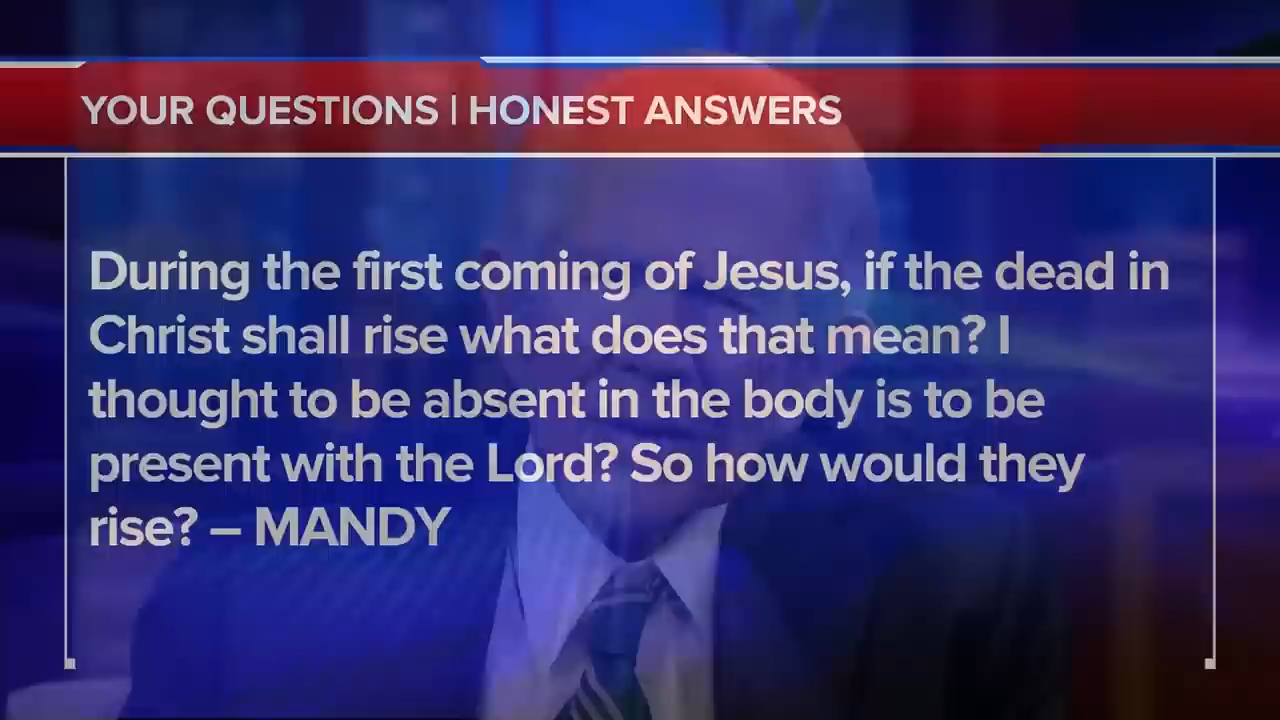 YOUR QUESTIONS | HONEST ANSWERS
During the first coming of Jesus, if the dead in
Christ shall rise what does that mean? I
thought to be absent in the body is to be
present with the Lord? So how would they
rise? – MANDY